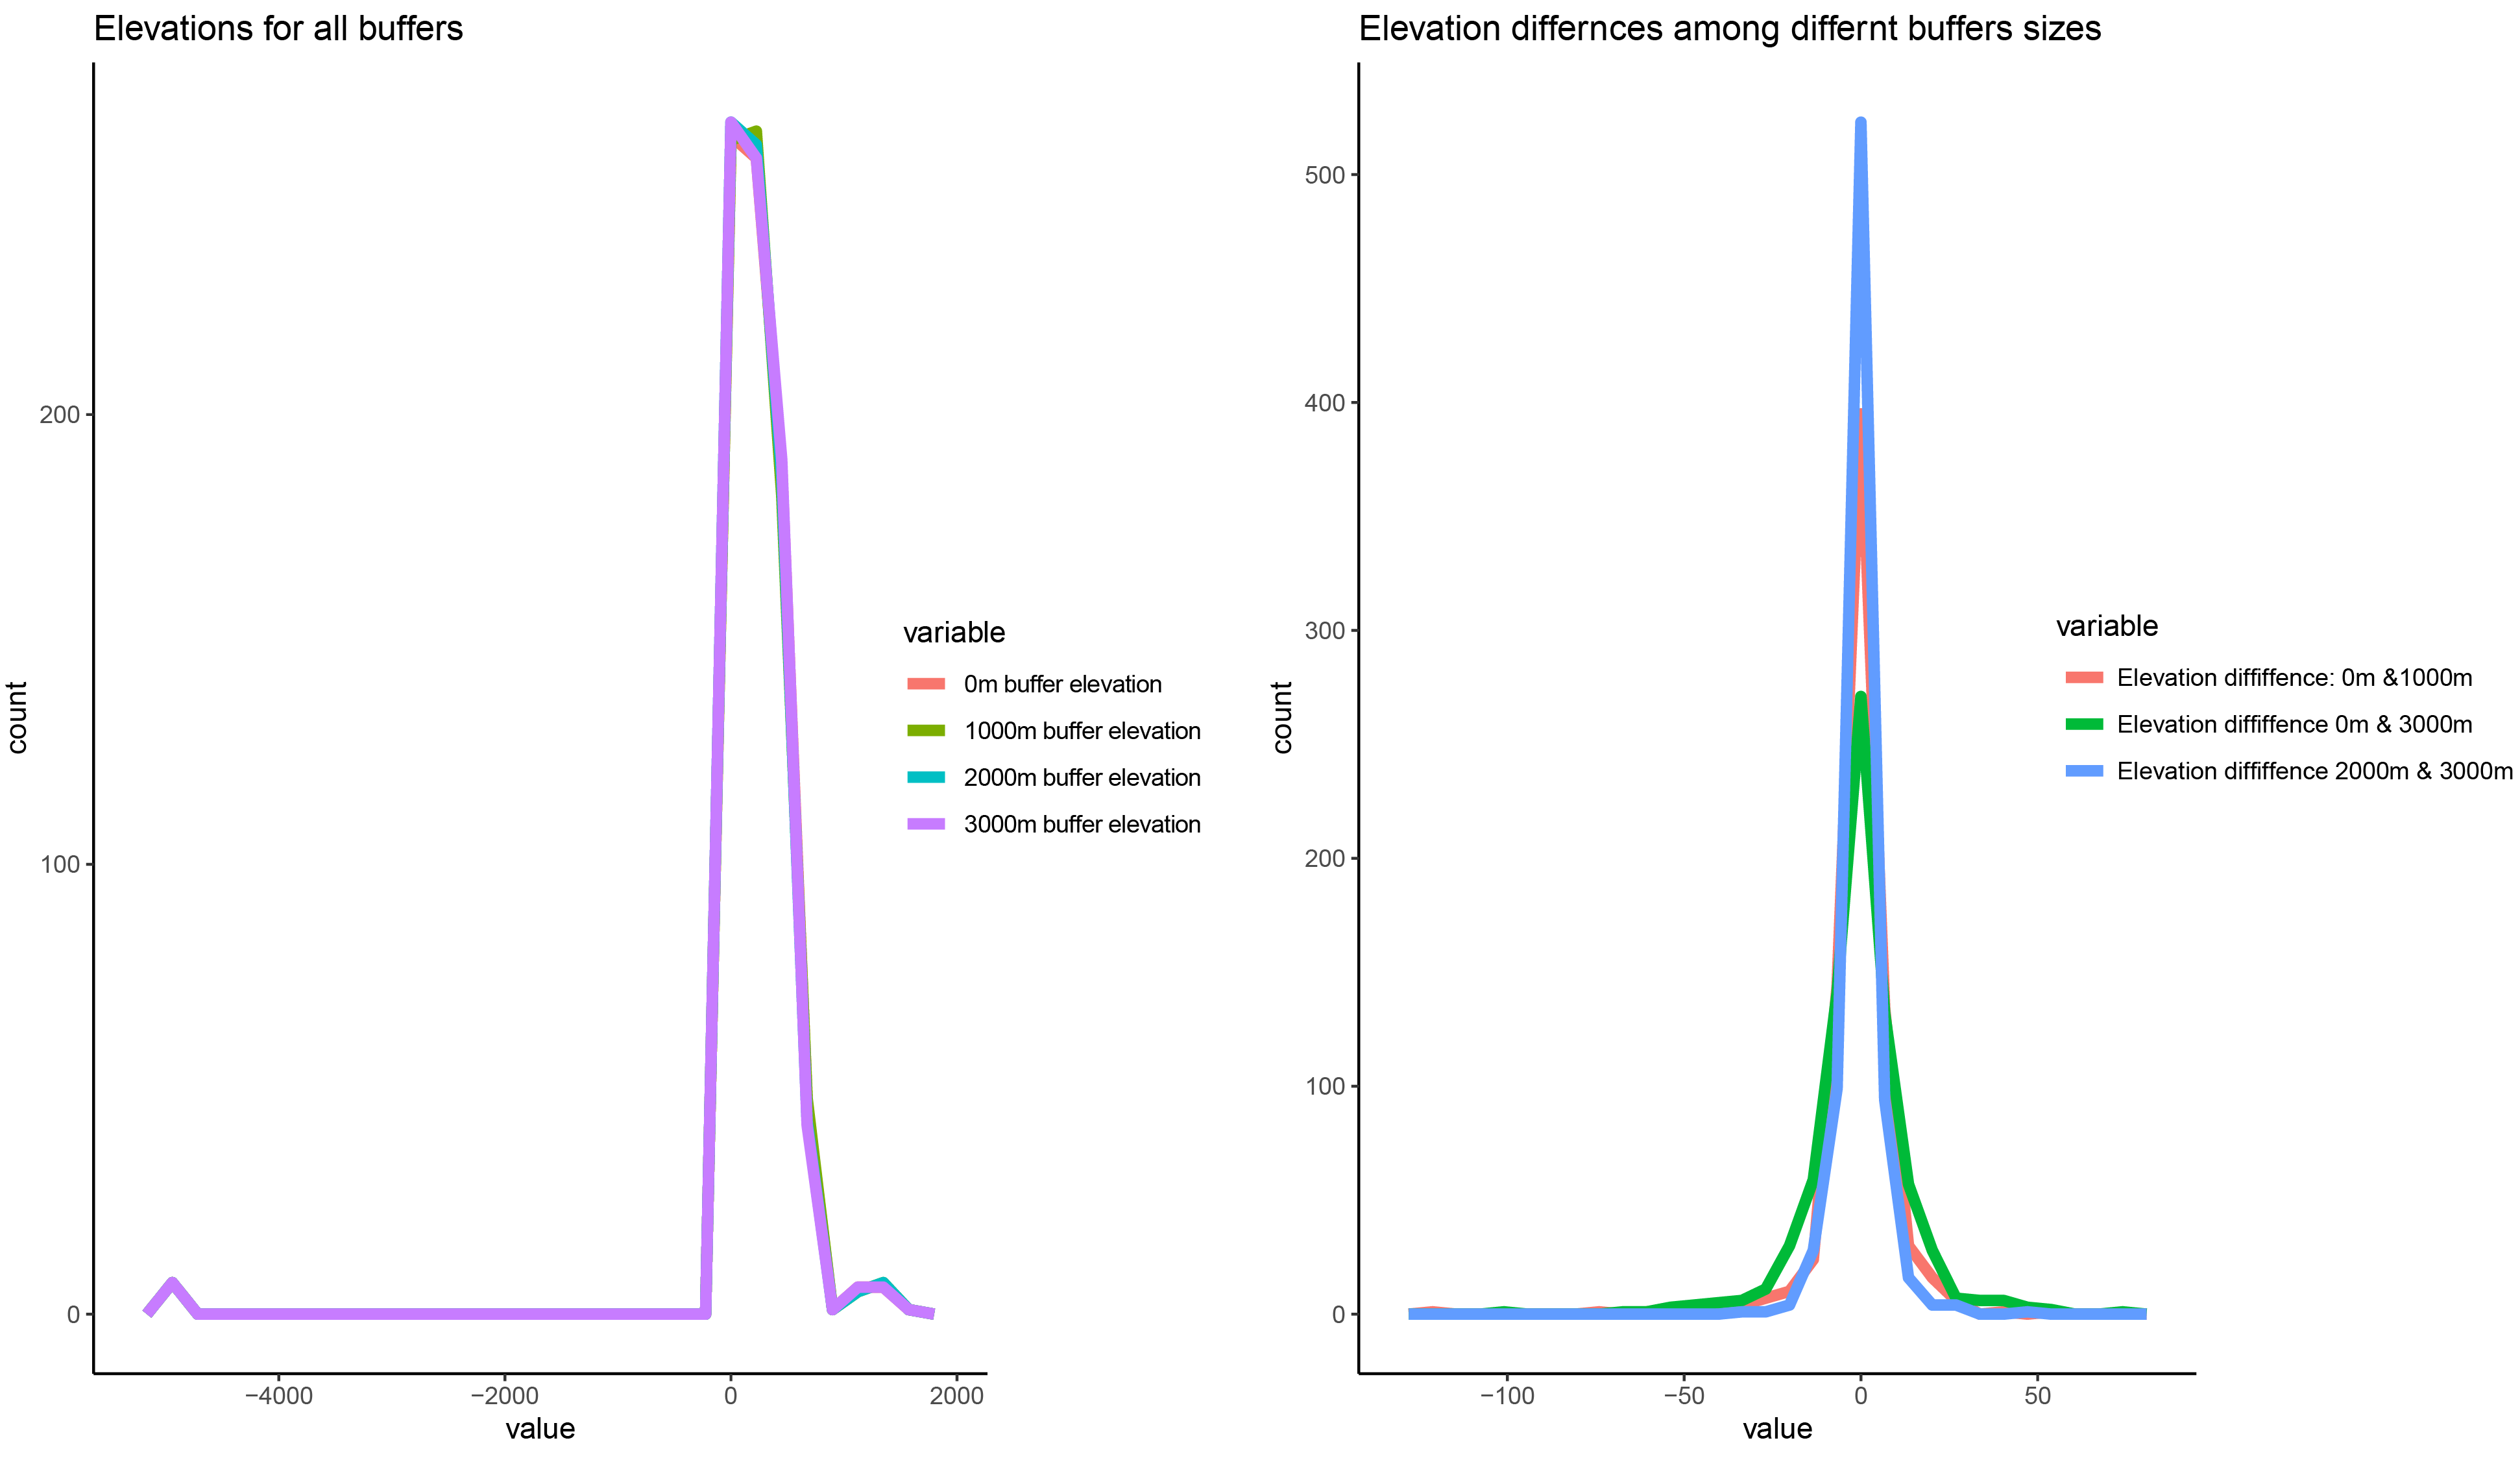 Elevations for all buffers
count
200
100
0
−4000
−2000
0
2000
value
variable
0m buffer elevation
1000m buffer elevation
2000m buffer elevation
3000m buffer elevation
Elevation differnces among differnt buffers sizes
count
500
400
300
200
100
0
−100
−50
0
50
value
variable
Elevation diffiffence: 0m &1000m
Elevation diffiffence 0m & 3000m
Elevation diffiffence 2000m & 3000m